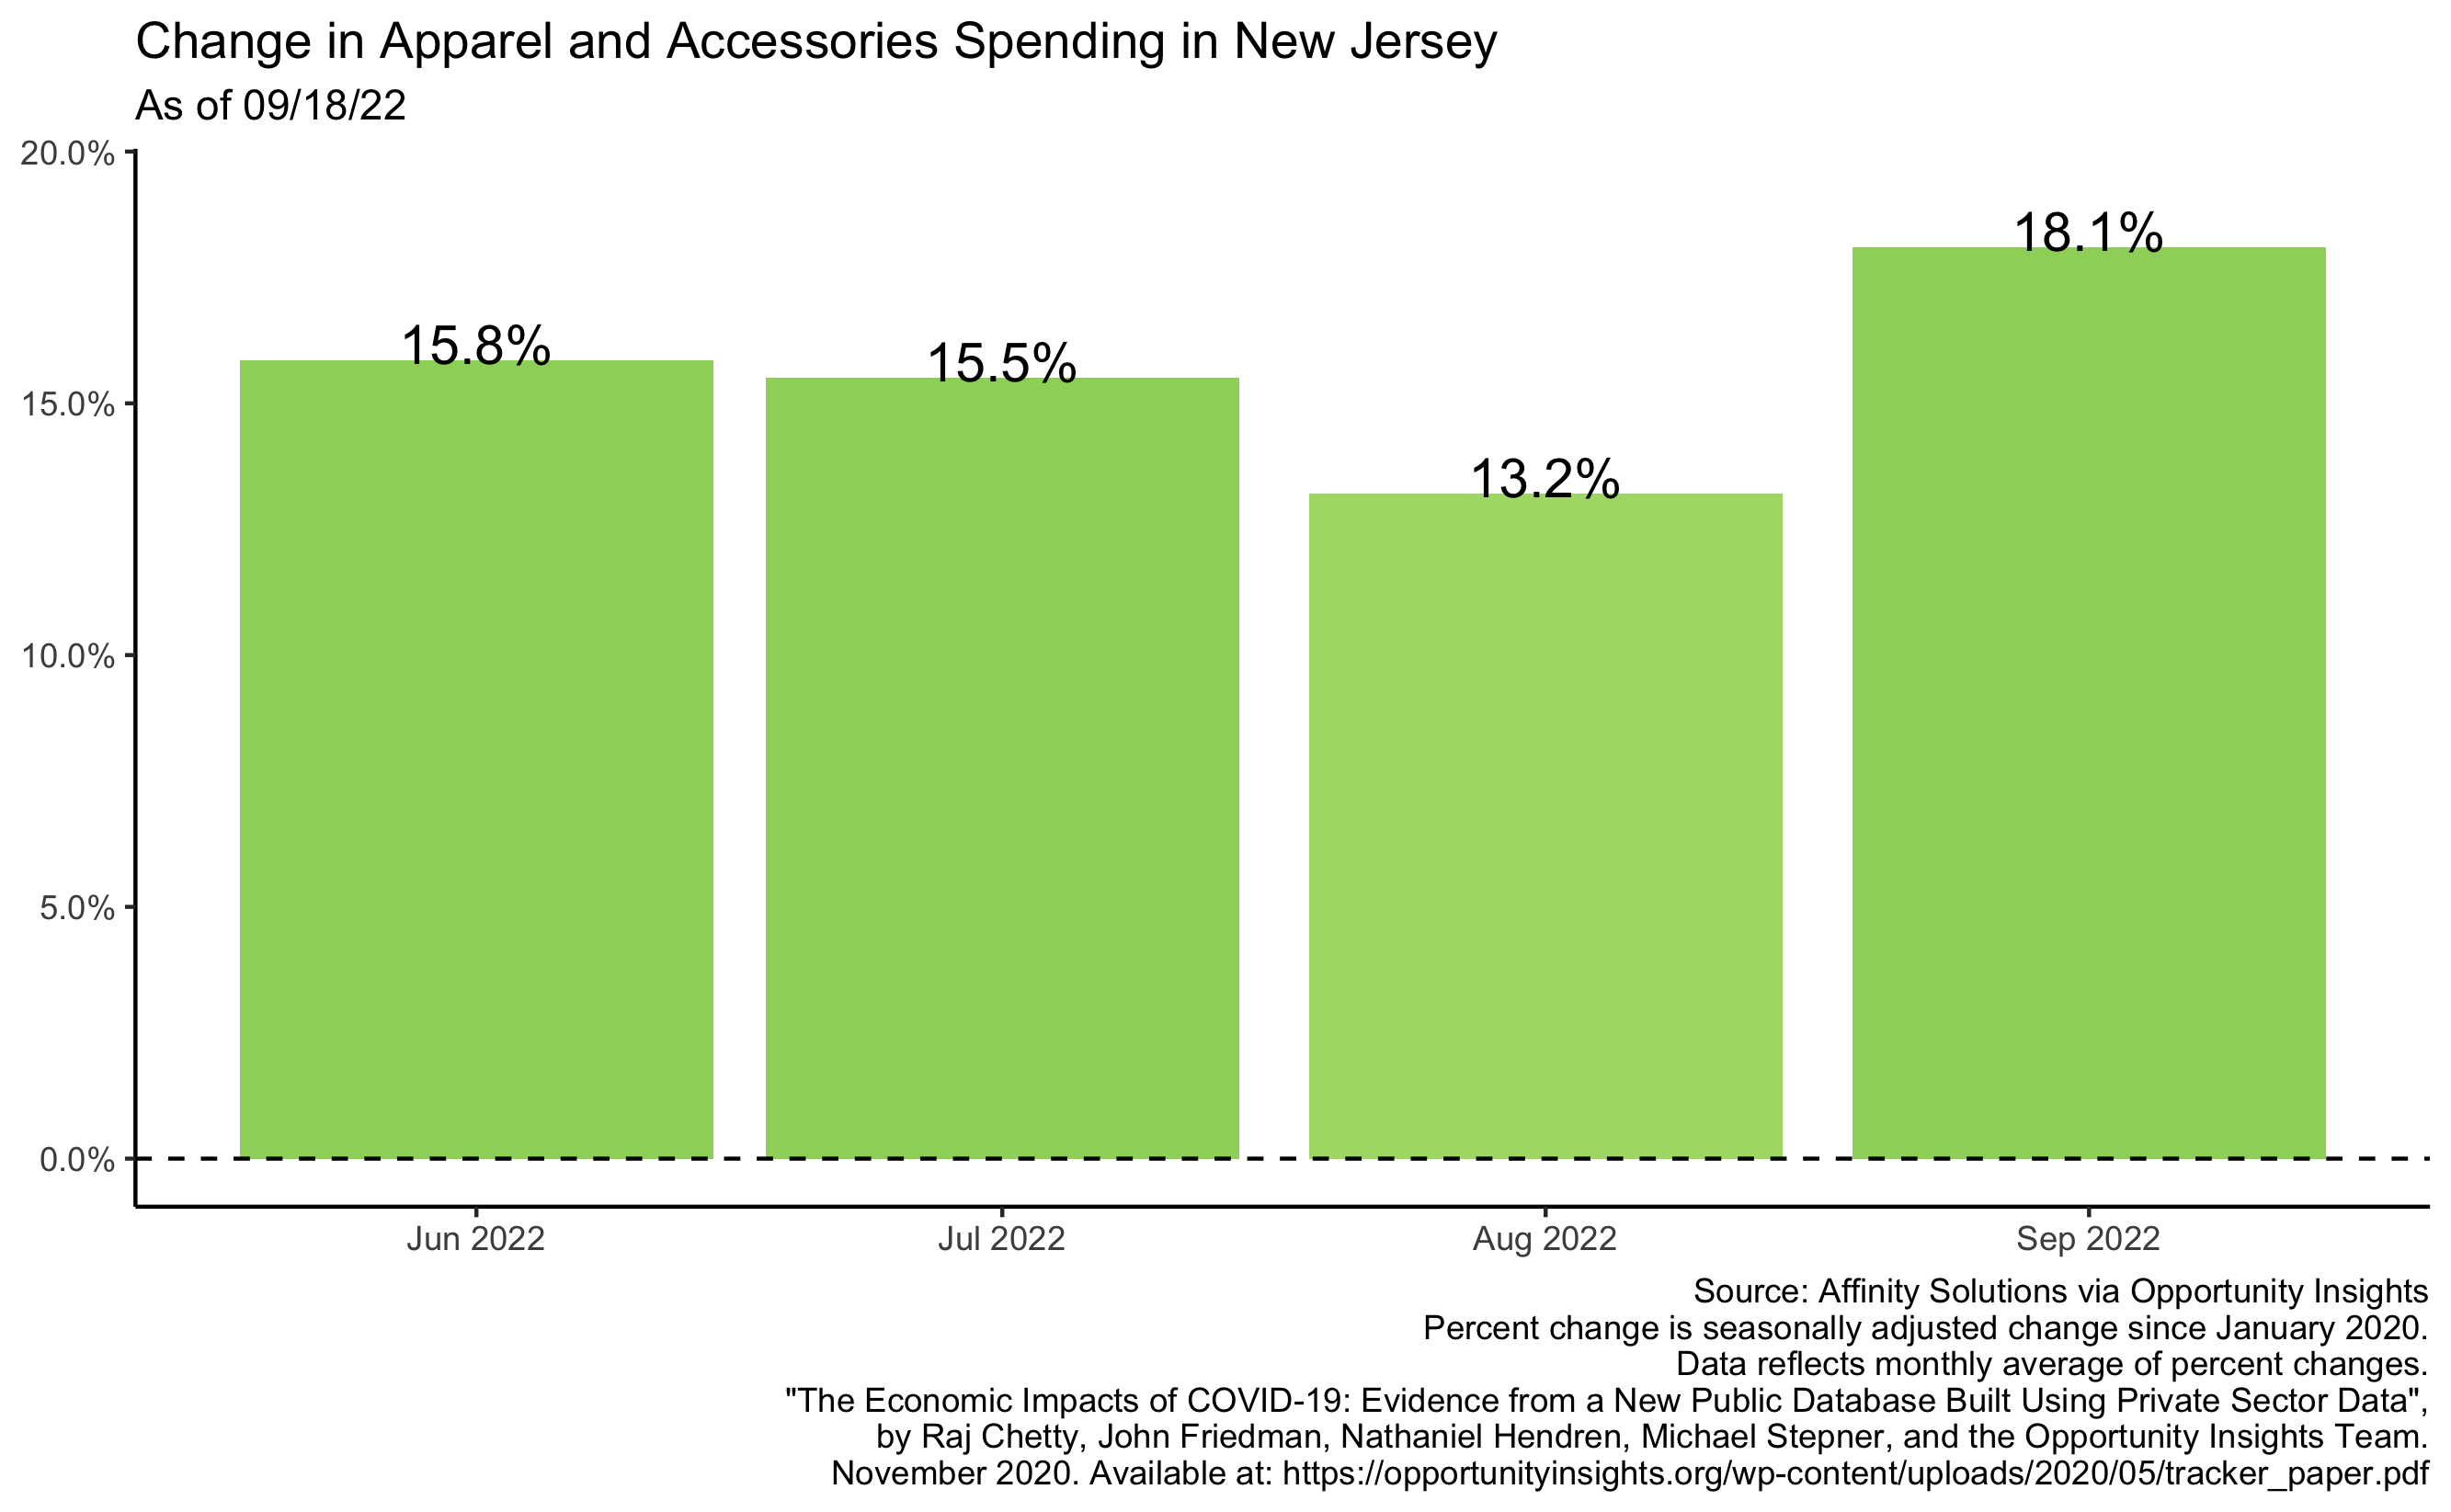 Change in Apparel and Accessories Spending in New Jersey
As of 09/18/22
20.0%
15.0%
10.0%
5.0%
0.0%
15.8%
15.5%
13.2%
18.1%
Jun 2022
Jul 2022
Aug 2022
Sep 2022
Source: Affinity Solutions via Opportunity Insights
Percent change is seasonally adjusted change since January 2020.
Data reflects monthly average of percent changes.
"The Economic Impacts of COVID-19: Evidence from a New Public Database Built Using Private Sector Data",
by Raj Chetty, John Friedman, Nathaniel Hendren, Michael Stepner, and the Opportunity Insights Team.
November 2020. Available at: https://opportunityinsights.org/wp-content/uploads/2020/05/tracker_paper.pdf